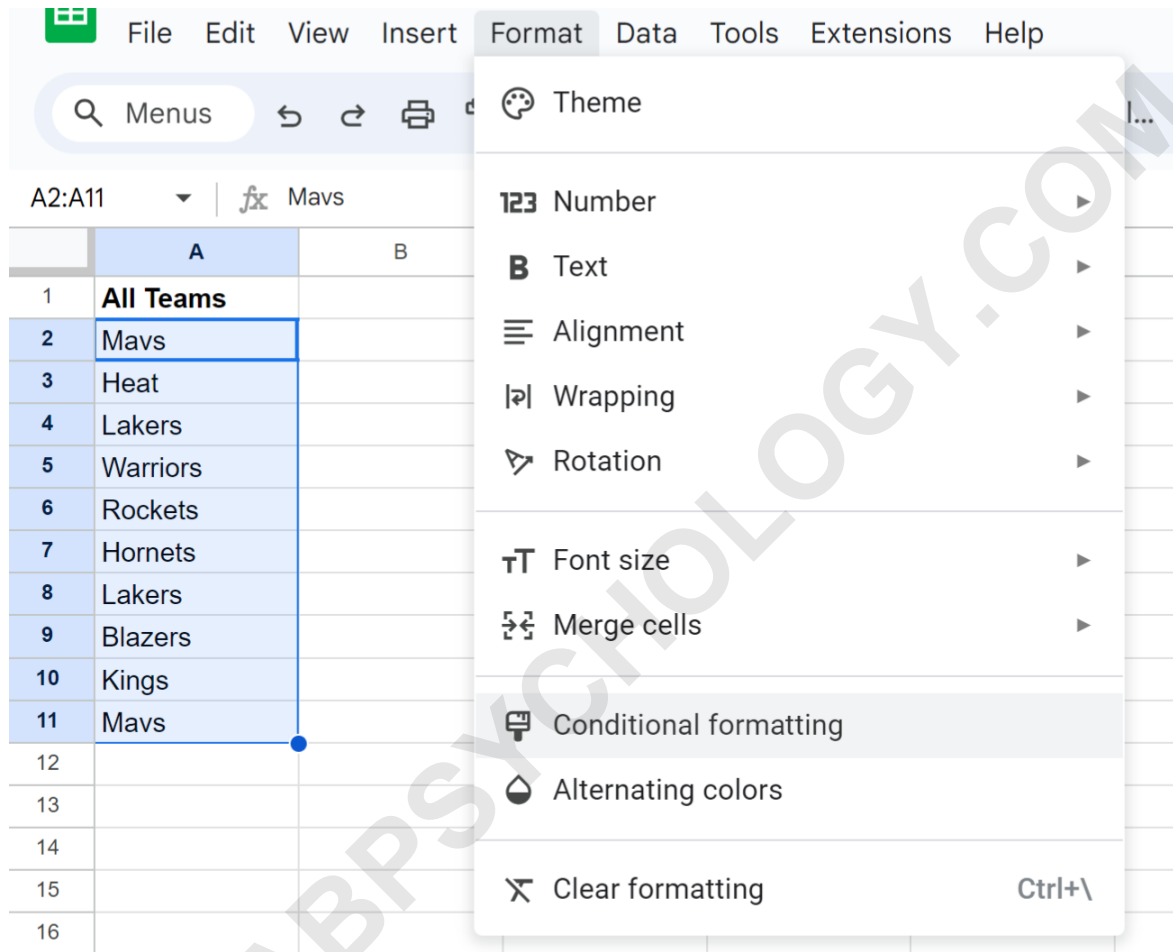 File Edit View Insert Format Data Tools Extensions Help
Menus
A2:A11 fx Mavs
A B
1 All Teams
2 Mavs
3 Heat
4 Lakers
5 Warriors
6 Rockets
7 Hornets
8 Lakers
9 Blazers
10 Kings
11 Mavs
12
13
14
15
16
Theme
123 Number
B Text
Alignment
Wrapping
Rotation
Font size
Merge cells
Conditional formatting
Alternating colors
Clear formatting Ctrl+\
ABPSYCHOLOGY.COM